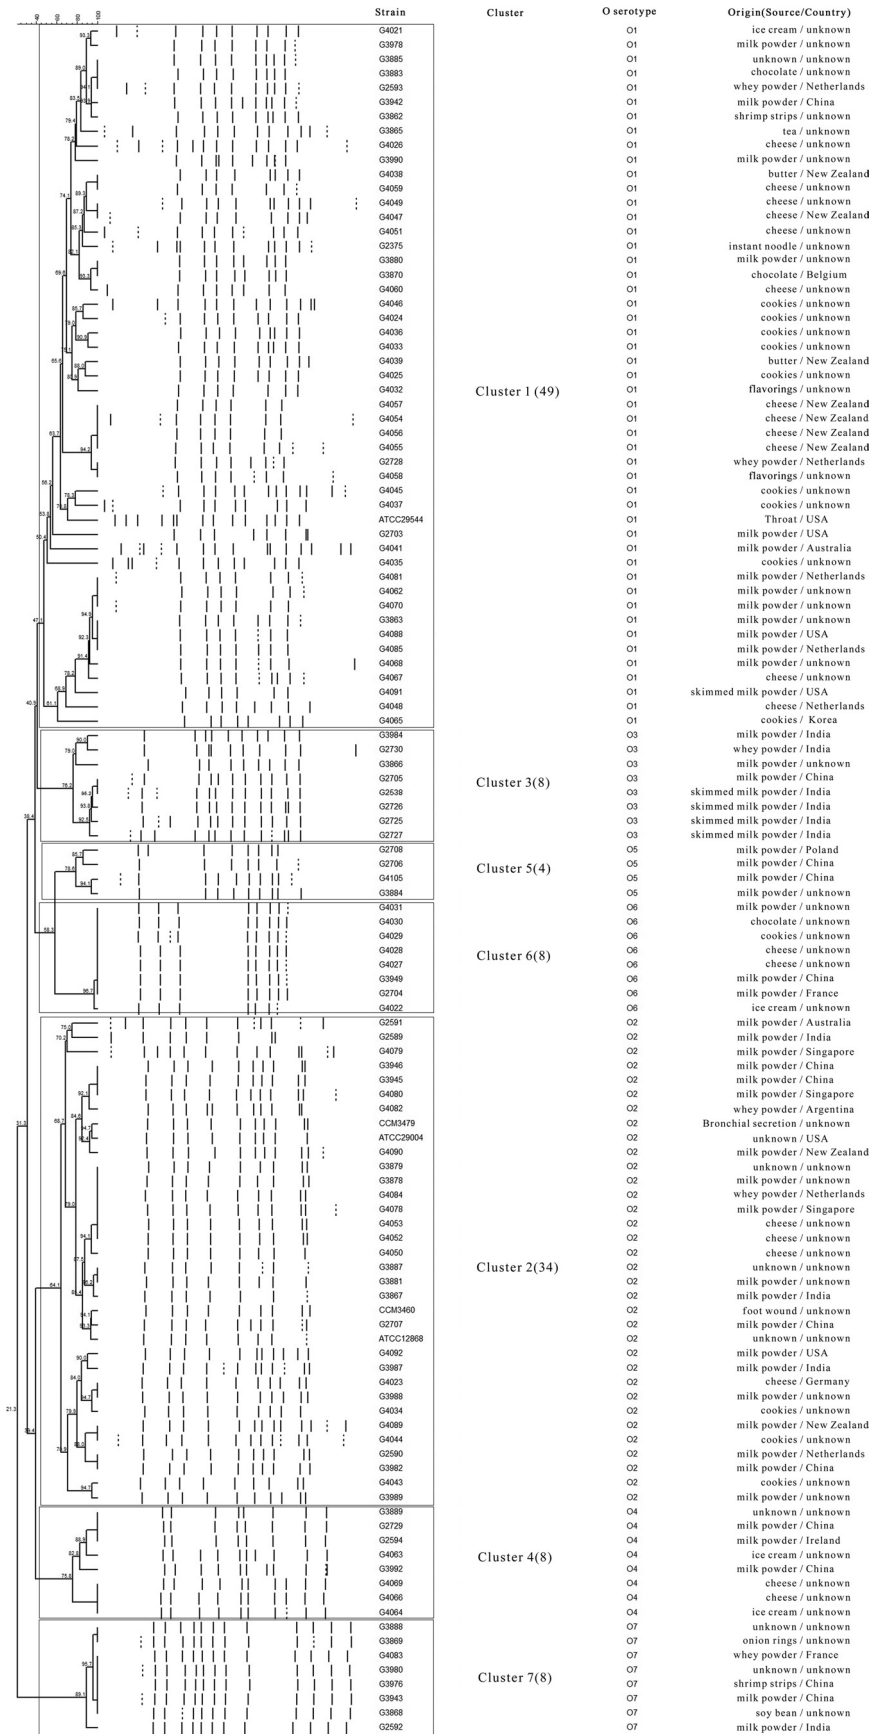 40 60 80 100 Strain Cluster O serotype Origin(Source/Country)
G4021 O1 ice cream / unknown
G3978 O1 milk powder / unknown
G3885 O1 unknown / unknown
G3883 O1 chocolate / unknown
G2593 O1 whey powder / Netherlands
G3942 O1 milk powder / China
G3862 O1 shrimp strips / unknown
G3865 O1 tea / unknown
G4026 O1 cheese / unknown
G3990 O1 milk powder / unknown
G4038 O1 butter / New Zealand
G4059 O1 cheese / unknown
G4049 O1 cheese / unknown
G4047 O1 cheese / New Zealand
G4051 O1 cheese / unknown
G2375 O1 instant noodle / unknown
G3880 O1 milk powder / unknown
G3870 O1 chocolate / Belgium
G4060 O1 cheese / unknown
G4046 O1 cookies / unknown
G4024 O1 cookies / unknown
G4036 O1 cookies / unknown
G4033 O1 cookies / unknown
G4039 O1 butter / New Zealand
G4025 O1 cookies / unknown
G4032 Cluster 1 (49) O1 flavorings / unknown
G4057 O1 cheese / New Zealand
G4054 O1 cheese / New Zealand
G4056 O1 cheese / New Zealand
G4055 O1 cheese / New Zealand
G2728 O1 whey powder / Netherlands
G4058 O1 flavorings / unknown
G4045 O1 cookies / unknown
G4037 O1 cookies / unknown
ATCC29544 O1 Throat / USA
G2703 O1 milk powder / USA
G4041 O1 milk powder / Australia
G4035 O1 cookies / unknown
G4081 O1 milk powder / Netherlands
G4062 O1 milk powder / unknown
G4070 O1 milk powder / unknown
G3863 O1 milk powder / unknown
G4088 O1 milk powder / USA
G4085 O1 milk powder / Netherlands
G4068 O1 milk powder / unknown
G4067 O1 cheese / unknown
G4091 O1 skimmed milk powder / USA
G4048 O1 cheese / Netherlands
G4065 O1 cookies / Korea
G3984 O3 milk powder / India
G2730 O3 whey powder / India
G3866 O3 milk powder / unknown
G2705 Cluster 3(8) O3 milk powder / China
G2538 O3 skimmed milk powder / India
G2726 O3 skimmed milk powder / India
G2725 O3 skimmed milk powder / India
G2727 O3 skimmed milk powder / India
G2708 O5 milk powder / Poland
G2706 Cluster 5(4) O5 milk powder / China
G4105 O5 milk powder / China
G3884 O5 milk powder / unknown
G4031 O6 milk powder / unknown
G4030 O6 chocolate / unknown
G4029 O6 cookies / unknown
G4028 Cluster 6(8) O6 cheese / unknown
G4027 O6 cheese / unknown
G3949 O6 milk powder / China
G2704 O6 milk powder / France
G4022 O6 ice cream / unknown
G2591 O2 milk powder / Australia
G2589 O2 milk powder / India
G4079 O2 milk powder / Singapore
G3946 O2 milk powder / China
G3945 O2 milk powder / China
G4080 O2 milk powder / Singapore
G4082 O2 whey powder / Argentina
CCM3479 O2 Bronchial secretion / unknown
ATCC29004 O2 unknown / USA
G4090 O2 milk powder / New Zealand
G3879 O2 unknown / unknown
G3878 O2 milk powder / unknown
G4084 O2 whey powder / Netherlands
G4078 O2 milk powder / Singapore
G4053 O2 cheese / unknown
G4052 O2 cheese / unknown
G4050 O2 cheese / unknown
G3887 Cluster 2(34) O2 unknown / unknown
G3881 O2 milk powder / unknown
G3867 O2 milk powder / India
CCM3460 O2 foot wound / unknown
G2707 O2 milk powder / China
ATCC12868 O2 unknown / unknown
G4092 O2 milk powder / USA
G3987 O2 milk powder / India
G4023 O2 cheese / Germany
G3988 O2 milk powder / unknown
G4034 O2 cookies / unknown
G4089 O2 milk powder / New Zealand
G4044 O2 cookies / unknown
G2590 O2 milk powder / Netherlands
G3982 O2 milk powder / China
G4043 O2 cookies / unknown
G3989 O2 milk powder / unknown
G3889 O4 unknown / unknown
G2729 O4 milk powder / China
G2594 O4 milk powder / Ireland
G4063 Cluster 4(8) O4 ice cream / unknown
G3992 O4 milk powder / China
G4069 O4 cheese / unknown
G4066 O4 cheese / unknown
G4064 O4 ice cream / unknown
G3888 O7 unknown / unknown
G3869 O7 onion rings / unknown
G4083 O7 whey powder / France
G3980 Cluster 7(8) O7 unknown / unknown
G3976 O7 shrimp strips / China
G3943 O7 milk powder / China
G3868 O7 soy bean / unknown
G2592 O7 milk powder / India